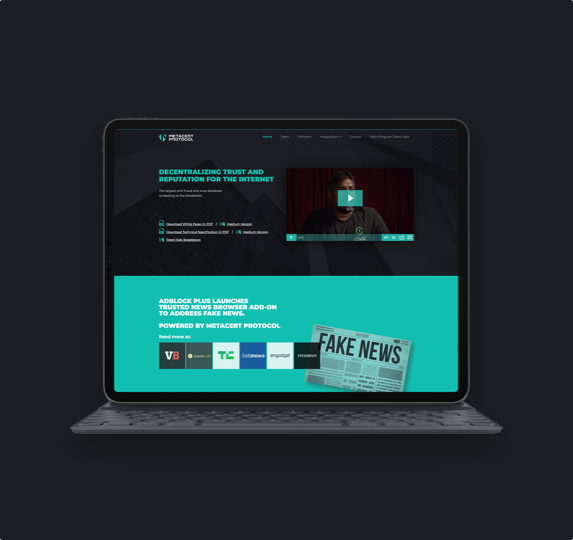 METACERT
PROTOCOL
Home Team Partners Integrations Contact Beta Program Token Sale
DECENTRALIZING TRUST AND
REPUTATION FOR THE INTERNET
The largest anti-fraud and trust database
is heading to the blockchain.
Download White Paper in PDF / Medium Version
Download Technical Specification in PDF / Medium Version
Token Sale Breakdown
CIVIC
ADBLOCK PLUS LAUNCHES
TRUSTED NEWS BROWSER ADD-ON
TO ADDRESS FAKE NEWS.
POWERED BY METACERT PROTOCOL
Read more at:
VB TC betanews engadget
FAKE NEWS